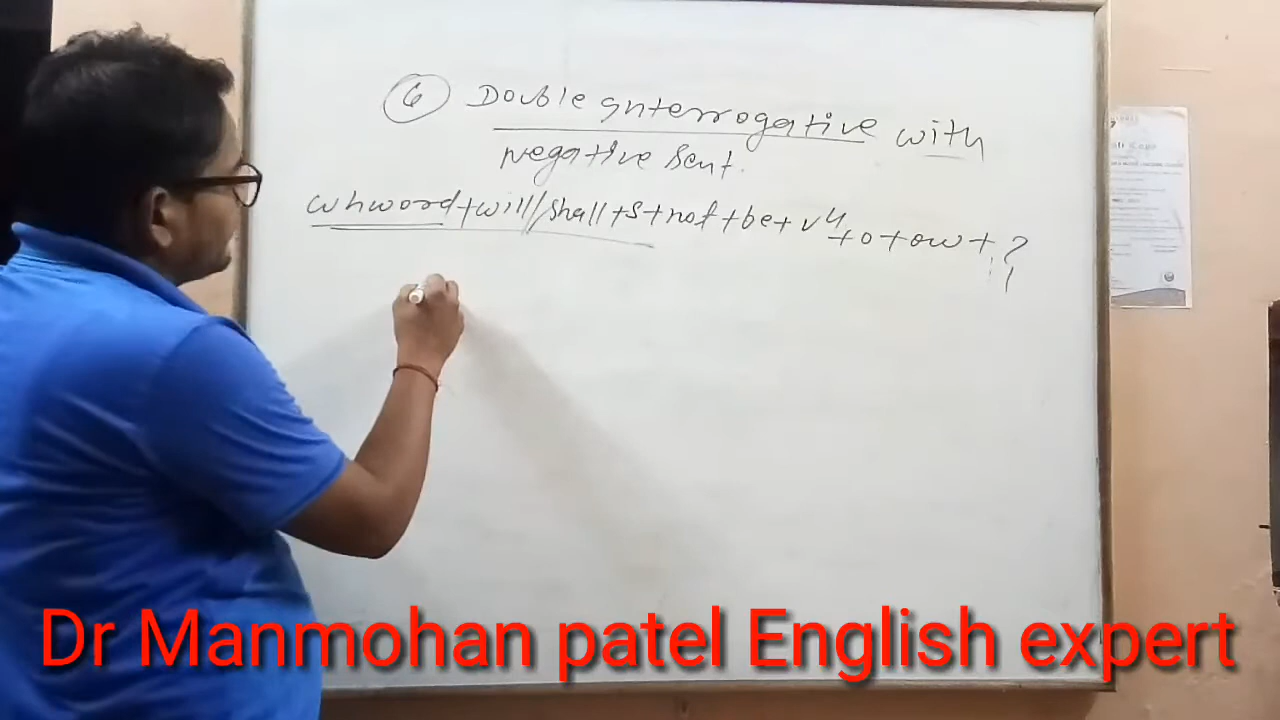 6 Double Interrogative with
negative sent.
whword+will/shall+s+not+be+v4+o+ow+?
Dr Manmohan patel English expert